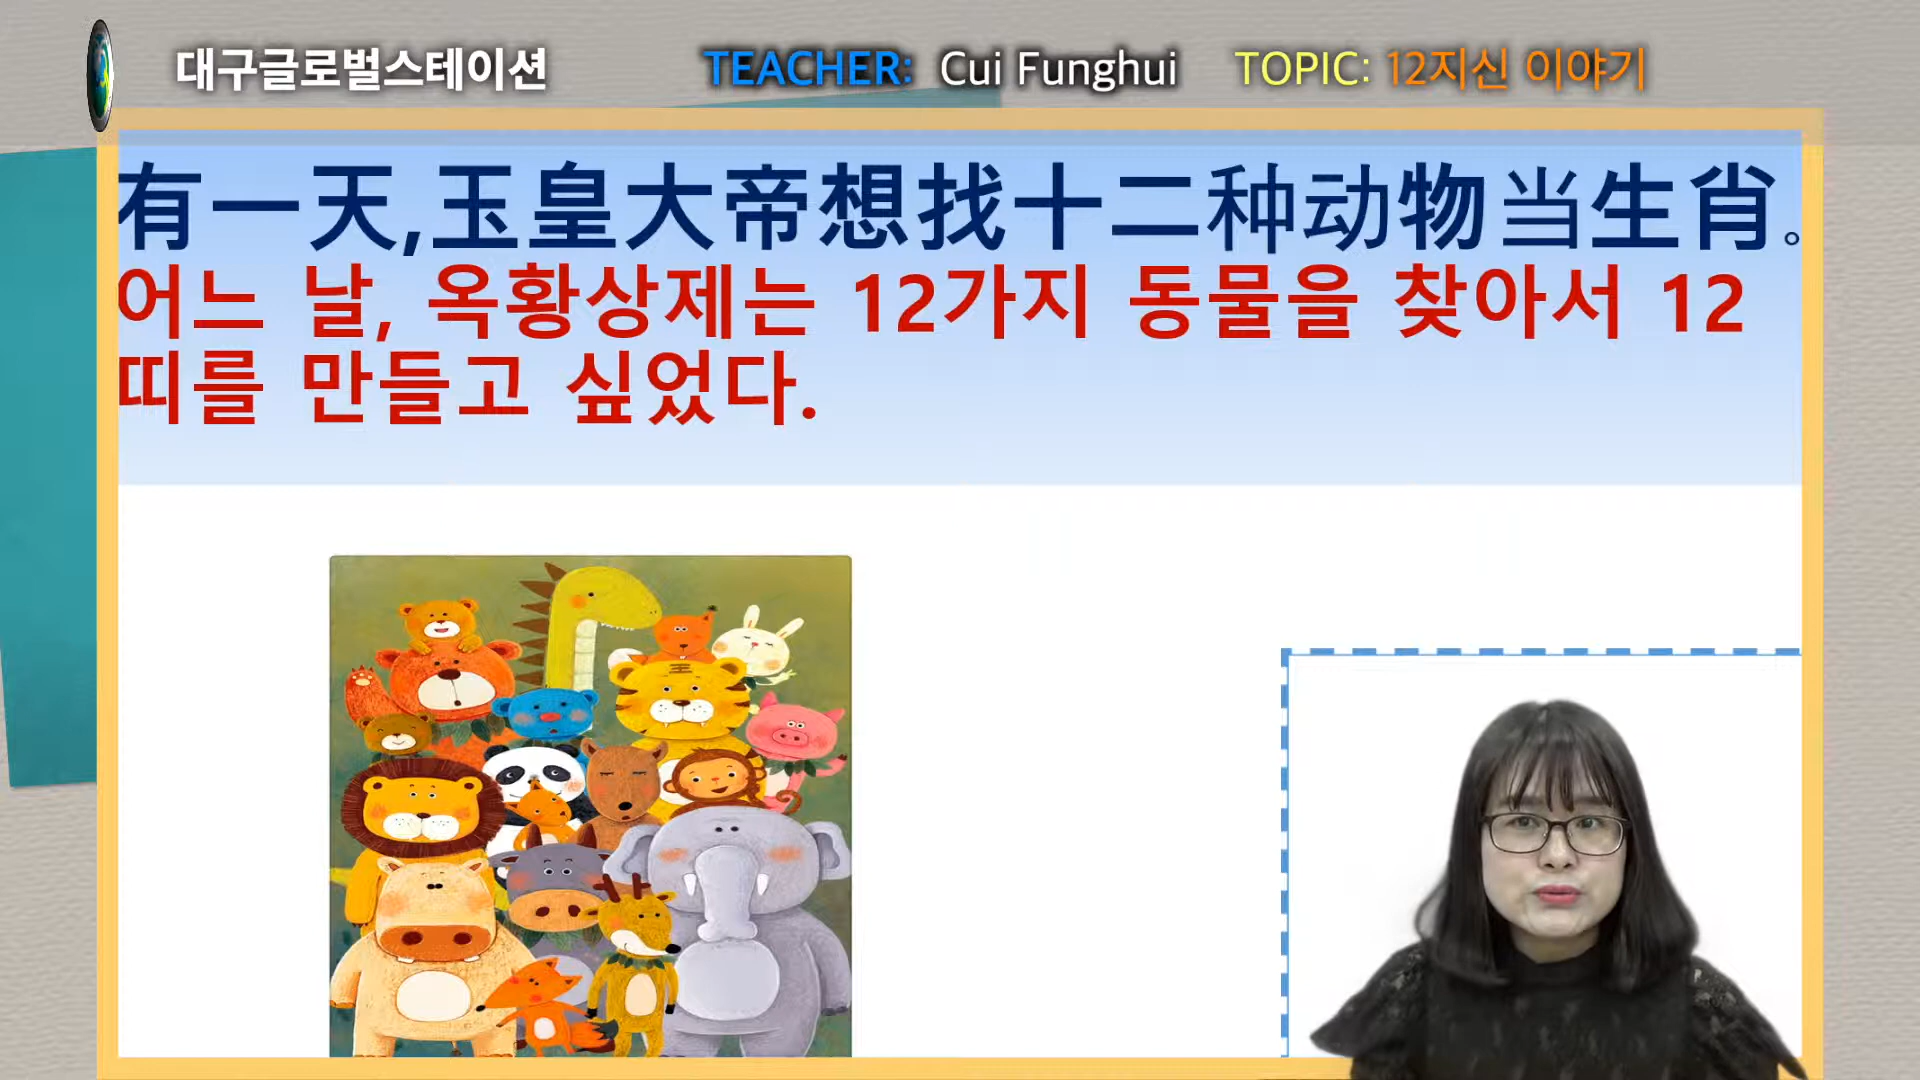 대구글로벌스테이션
TEACHER: Cui Funghui
TOPIC: 12지신 이야기
有一天,玉皇大帝想找十二种动物当生肖。
어느 날, 옥황상제는 12가지 동물을 찾아서 12
띠를 만들고 싶었다.